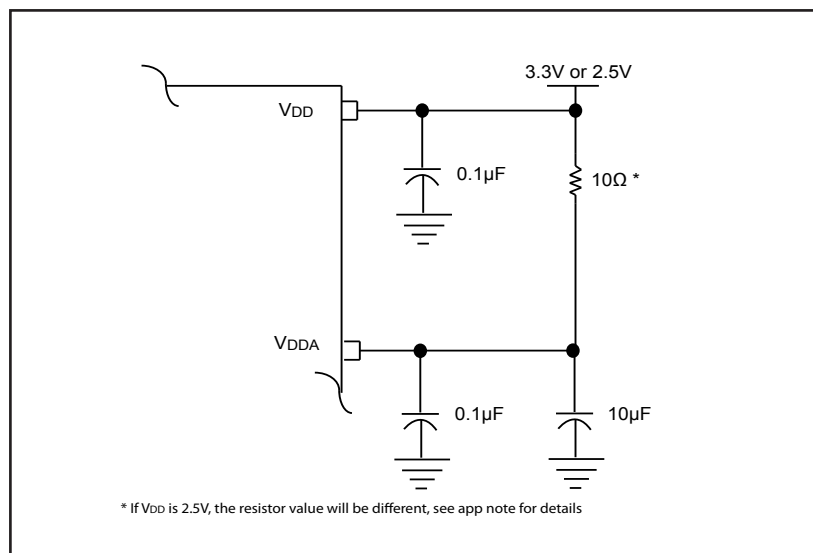 3.3V or 2.5V
VDD
0.1µF
10Ω *
VDDA
0.1µF
10µF
* If VDD is 2.5V, the resistor value will be different, see app note for details